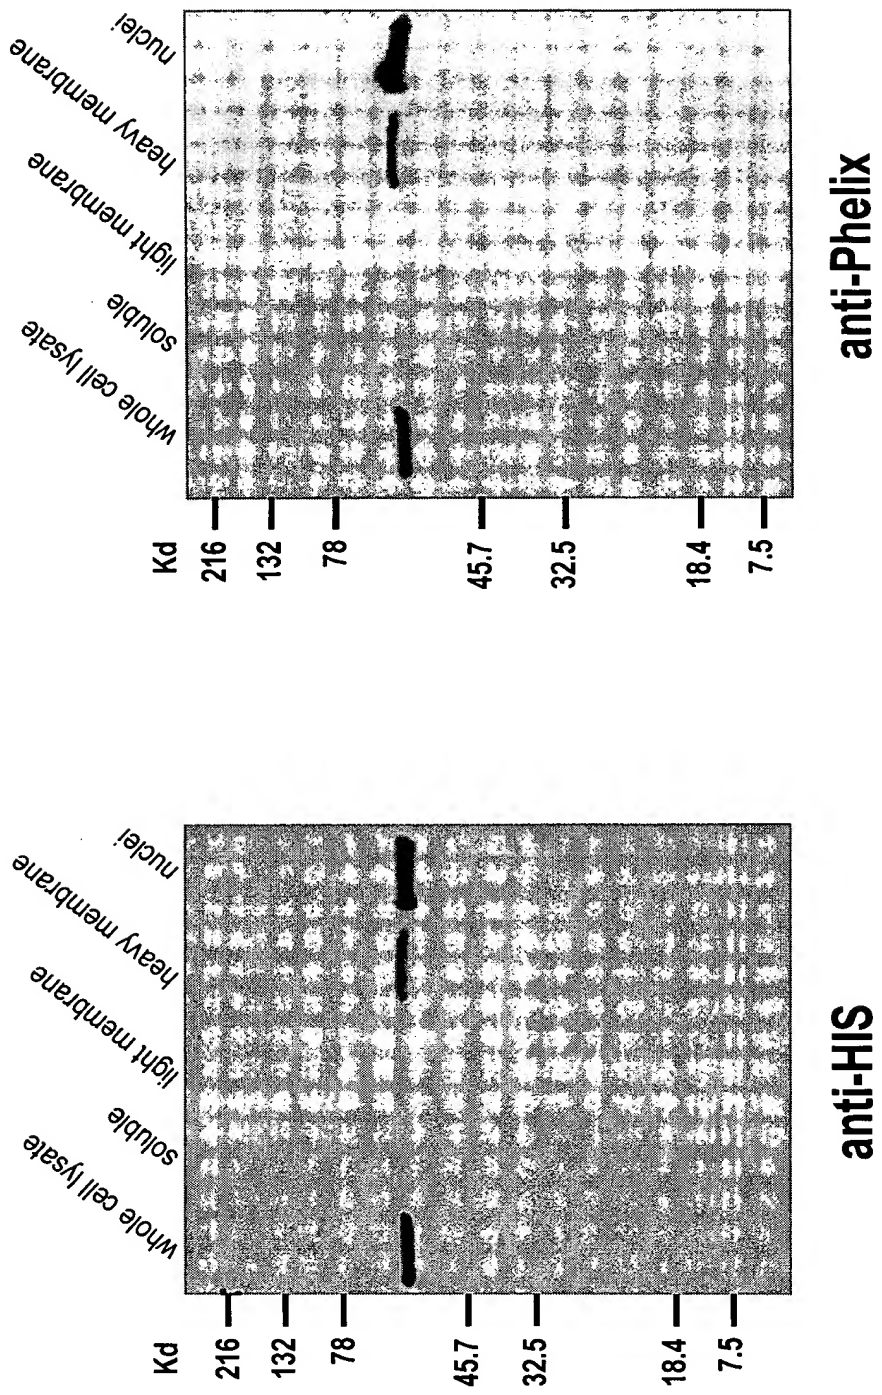 Kd
216
132
78
45.7
32.5
18.4
7.5
whole cell lysate
soluble
light membrane
heavy membrane
nuclei
anti-HIS
Kd
216
132
78
45.7
32.5
18.4
7.5
whole cell lysate
soluble
light membrane
heavy membrane
nuclei
anti-Phelix